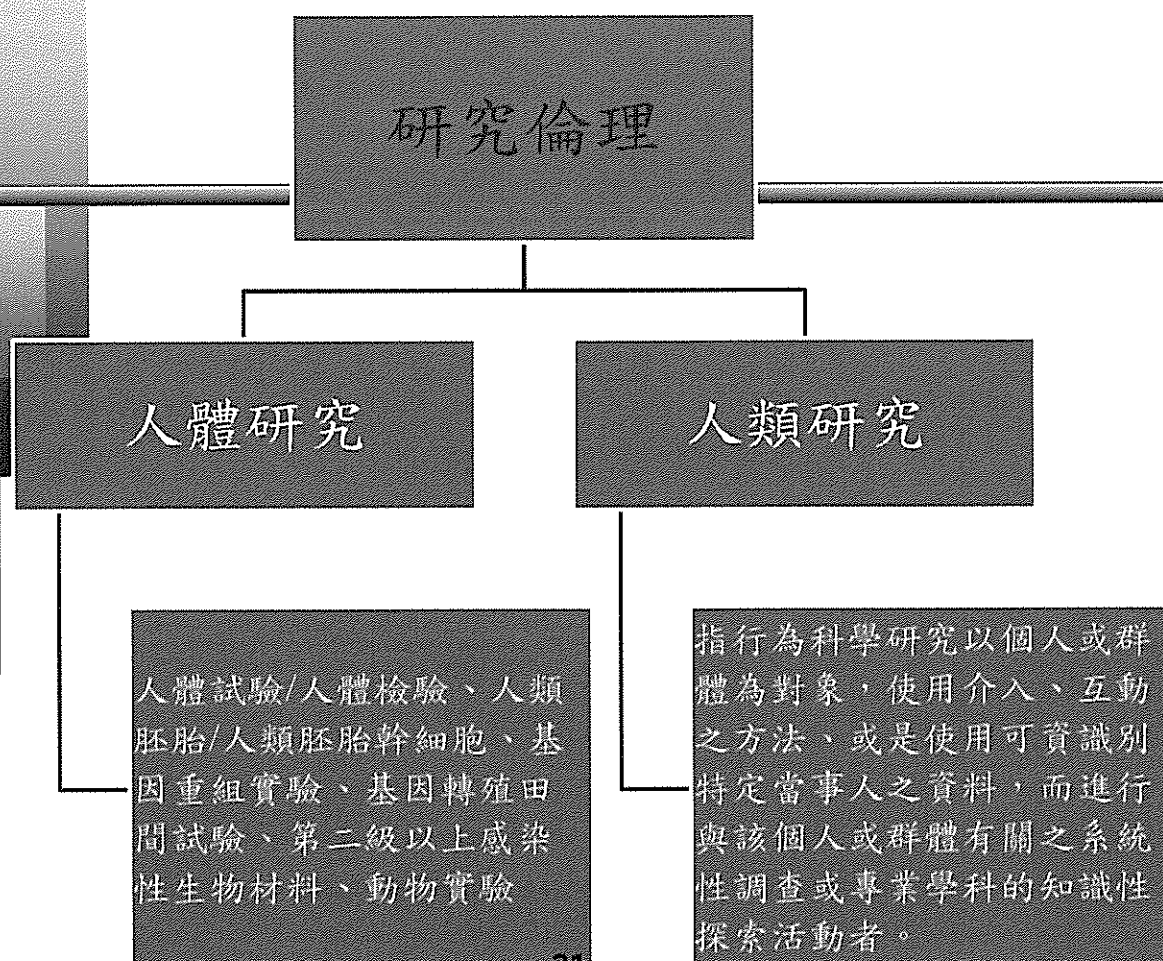 研究倫理
人體研究
人類研究
人體試驗/人體檢驗、人類
胚胎/人類胚胎幹細胞、基
因重組實驗、基因轉殖田
間試驗、第二級以上感染
性生物材料、動物實驗
指行為科學研究以個人或群
體為對象，使用介入、互動
之方法、或是使用可資識別
特定當事人之資料，而進行
與該個人或群體有關之系統
性調查或專業學科的知識性
探索活動者。